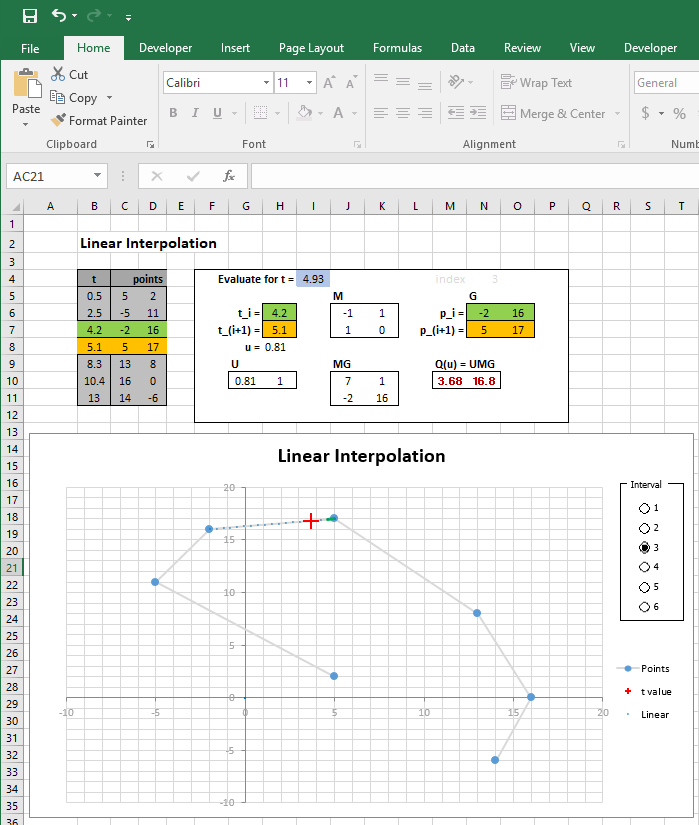 File Home Developer Insert Page Layout Formulas Data Review View Developer
Cut
Copy
Format Painter
Paste
Calibri 11 A A
B I U A
Wrap Text
Merge & Center
General
$ %
Clipboard Font Alignment Numb
AC21 fx
A B C D E F G H I J K L M N O P Q R S T
1
2 Linear Interpolation
3
4 t points Evaluate for t = 4.93 index 3
5 0.5 5 2 M G
6 2.5 -5 11 t_i = 4.2 -1 1 p_i = -2 16
7 4.2 -2 16 t_(i+1) = 5.1 1 0 p_(i+1) = 5 17
8 5.1 5 17 u = 0.81
9 8.3 13 8 U MG Q(u) = UMG
10 10.4 16 0 0.81 1 7 1 3.68 16.8
11 13 14 -6 -2 16
12
13
14 Linear Interpolation
15
16 20 Interval
17 1
18 2
19 15 3
20 4
21 5
22 10 6
23
24
25 5
26
27 Points
28 t value
29 0
30 -10 -5 0 5 10 15 20 Linear
31
32 -5
33
34
35 -10
36